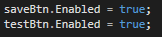 saveBtn.Enabled = true;
testBtn.Enabled = true;